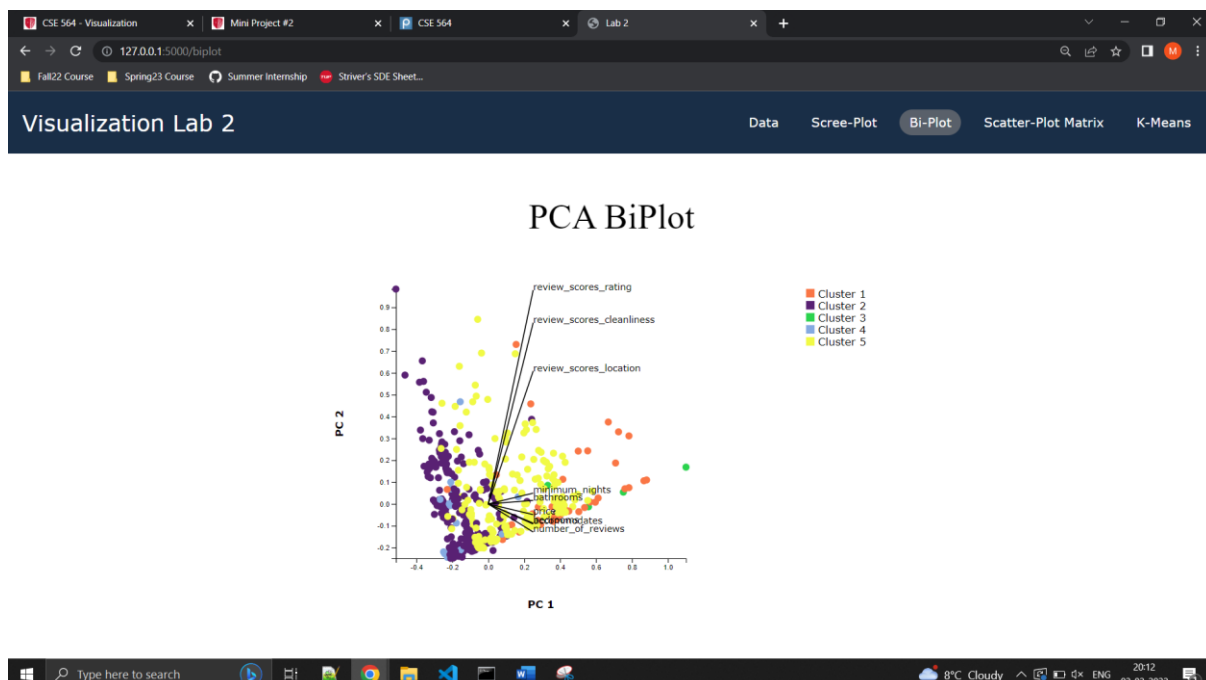 CSE 564 - Visualization Mini Project #2 CSE 564 Lab 2
127.0.0.1:5000/biplot
M
Fall22 Course Spring23 Course Summer Internship Striver's SDE Sheet...
Visualization Lab 2 Data Scree-Plot Bi-Plot Scatter-Plot Matrix K-Means
PCA BiPlot
review_scores_rating
review_scores_cleanliness
review_scores_location
minimum_nights
bathrooms
price
number_of_reviews
Cluster 1
Cluster 2
Cluster 3
Cluster 4
Cluster 5
PC 2
0.9
0.8
0.7
0.6
0.5
0.4
0.3
0.2
0.1
0.0
-0.1
-0.2
-0.4 -0.2 0.0 0.2 0.4 0.6 0.8 1.0
PC 1
Type here to search 8°C Cloudy ENG 20:12